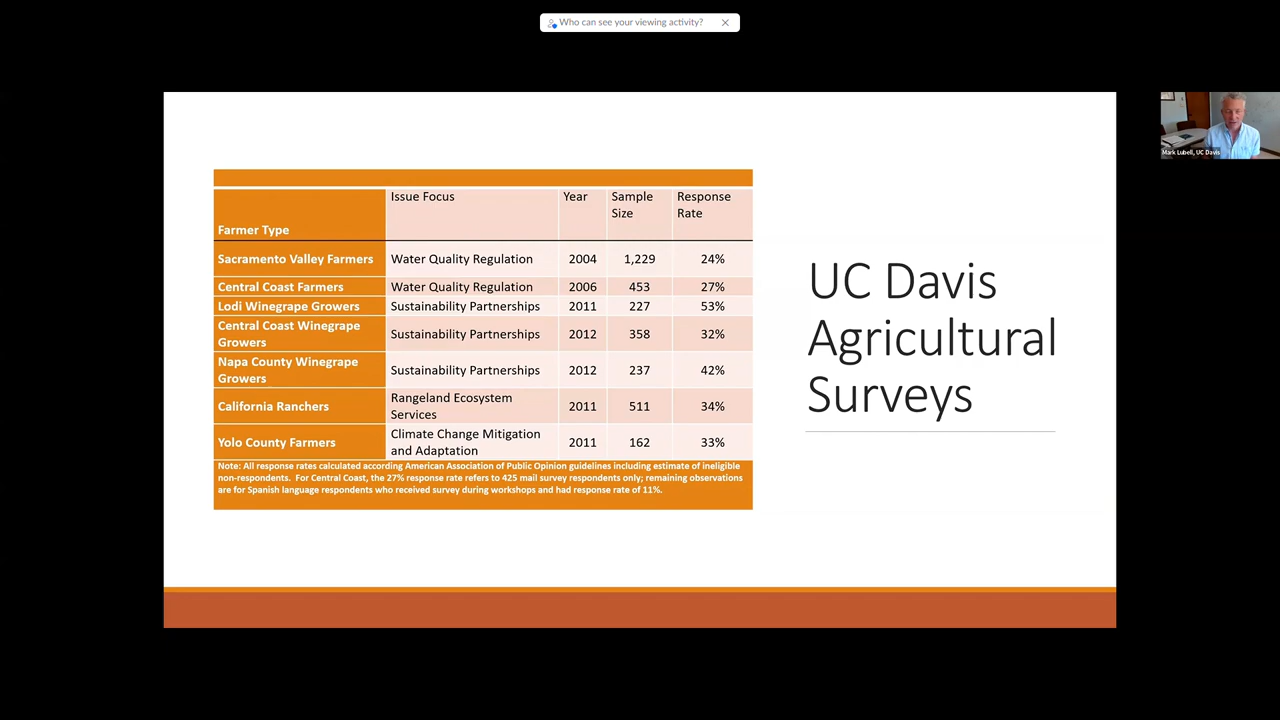 Who can see your viewing activity?
Mark Lubell, UC Davis
Farmer Type Issue Focus Year Sample Size Response Rate
Sacramento Valley Farmers Water Quality Regulation 2004 1,229 24%
Central Coast Farmers Water Quality Regulation 2006 453 27%
Lodi Winegrape Growers Sustainability Partnerships 2011 227 53%
Central Coast Winegrape Growers Sustainability Partnerships 2012 358 32%
Napa County Winegrape Growers Sustainability Partnerships 2012 237 42%
California Ranchers Rangeland Ecosystem Services 2011 511 34%
Yolo County Farmers Climate Change Mitigation and Adaptation 2011 162 33%
Note: All response rates calculated according American Association of Public Opinion guidelines including estimate of ineligible
non-respondents. For Central Coast, the 27% response rate refers to 425 mail survey respondents only; remaining observations
are for Spanish language respondents who received survey during workshops and had response rate of 11%.
UC Davis
Agricultural
Surveys